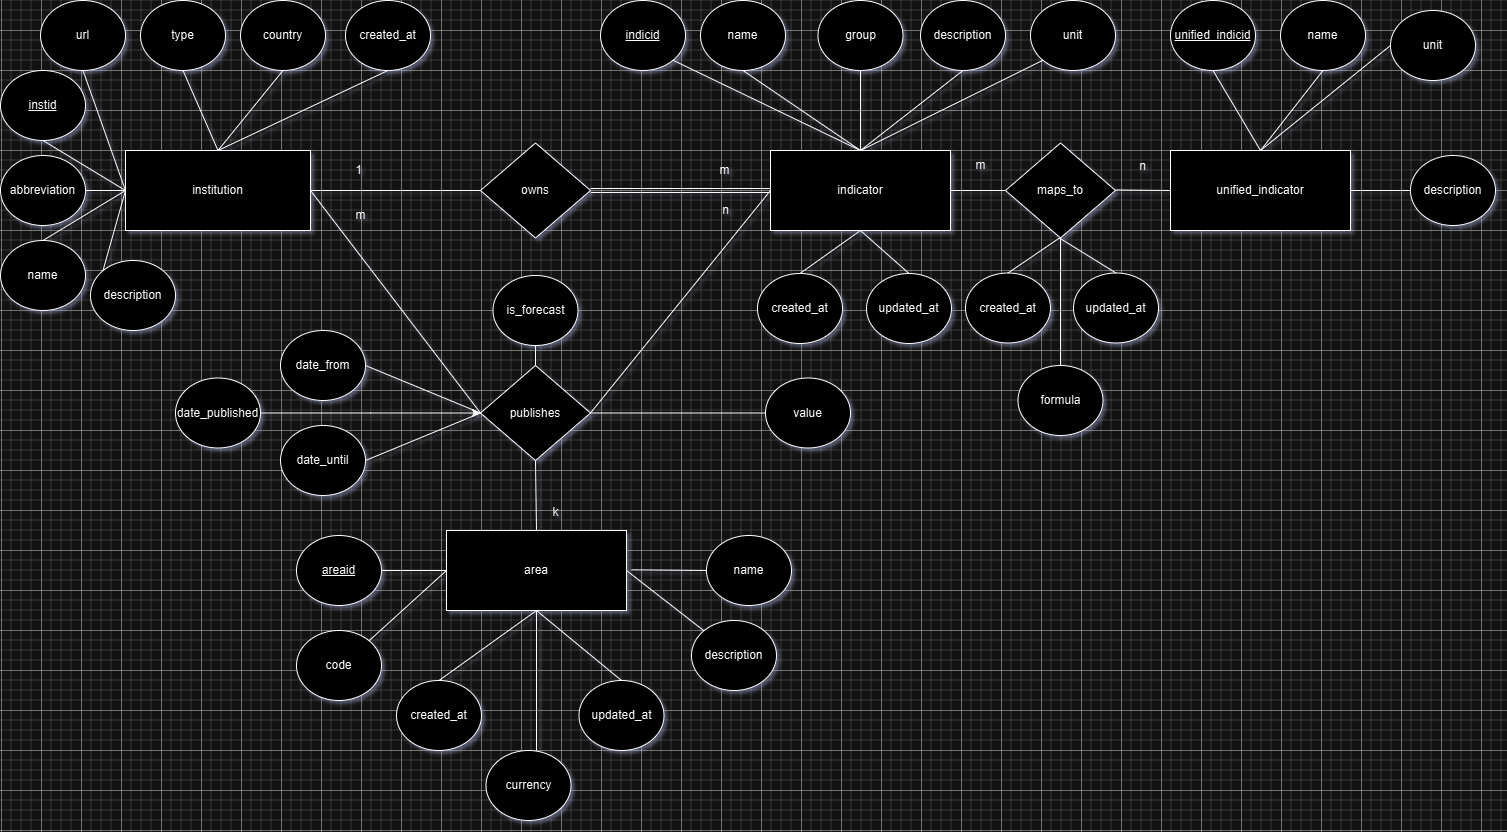 url
type
country
created_at
indicid
name
group
description
unit
unified_indicid
name
unit
instid
abbreviation
name
description
institution
1
m
owns
m
n
indicator
m
maps_to
n
unified_indicator
description
created_at
updated_at
created_at
updated_at
formula
is_forecast
date_from
date_published
date_until
publishes
value
k
areaid
area
name
code
description
created_at
updated_at
currency